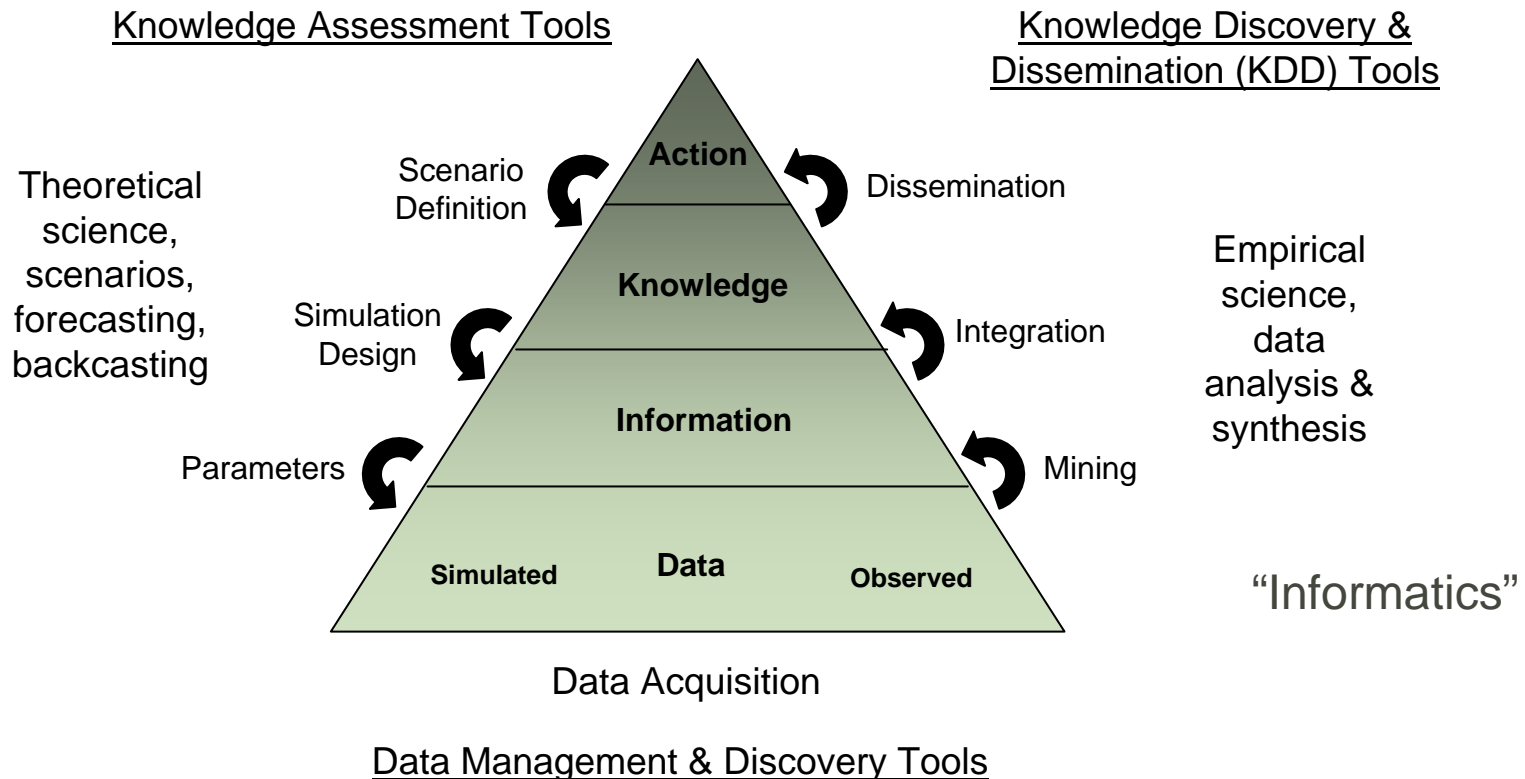 Knowledge Assessment Tools
Knowledge Discovery &
Dissemination (KDD) Tools
Action
Scenario
Definition
Dissemination
Theoretical
science,
scenarios,
forecasting,
backcasting
Knowledge
Empirical
science,
data
analysis &
synthesis
Simulation
Design
Integration
Information
Parameters
Mining
Simulated
Data
Observed
“Informatics”
Data Acquisition
Data Management & Discovery Tools